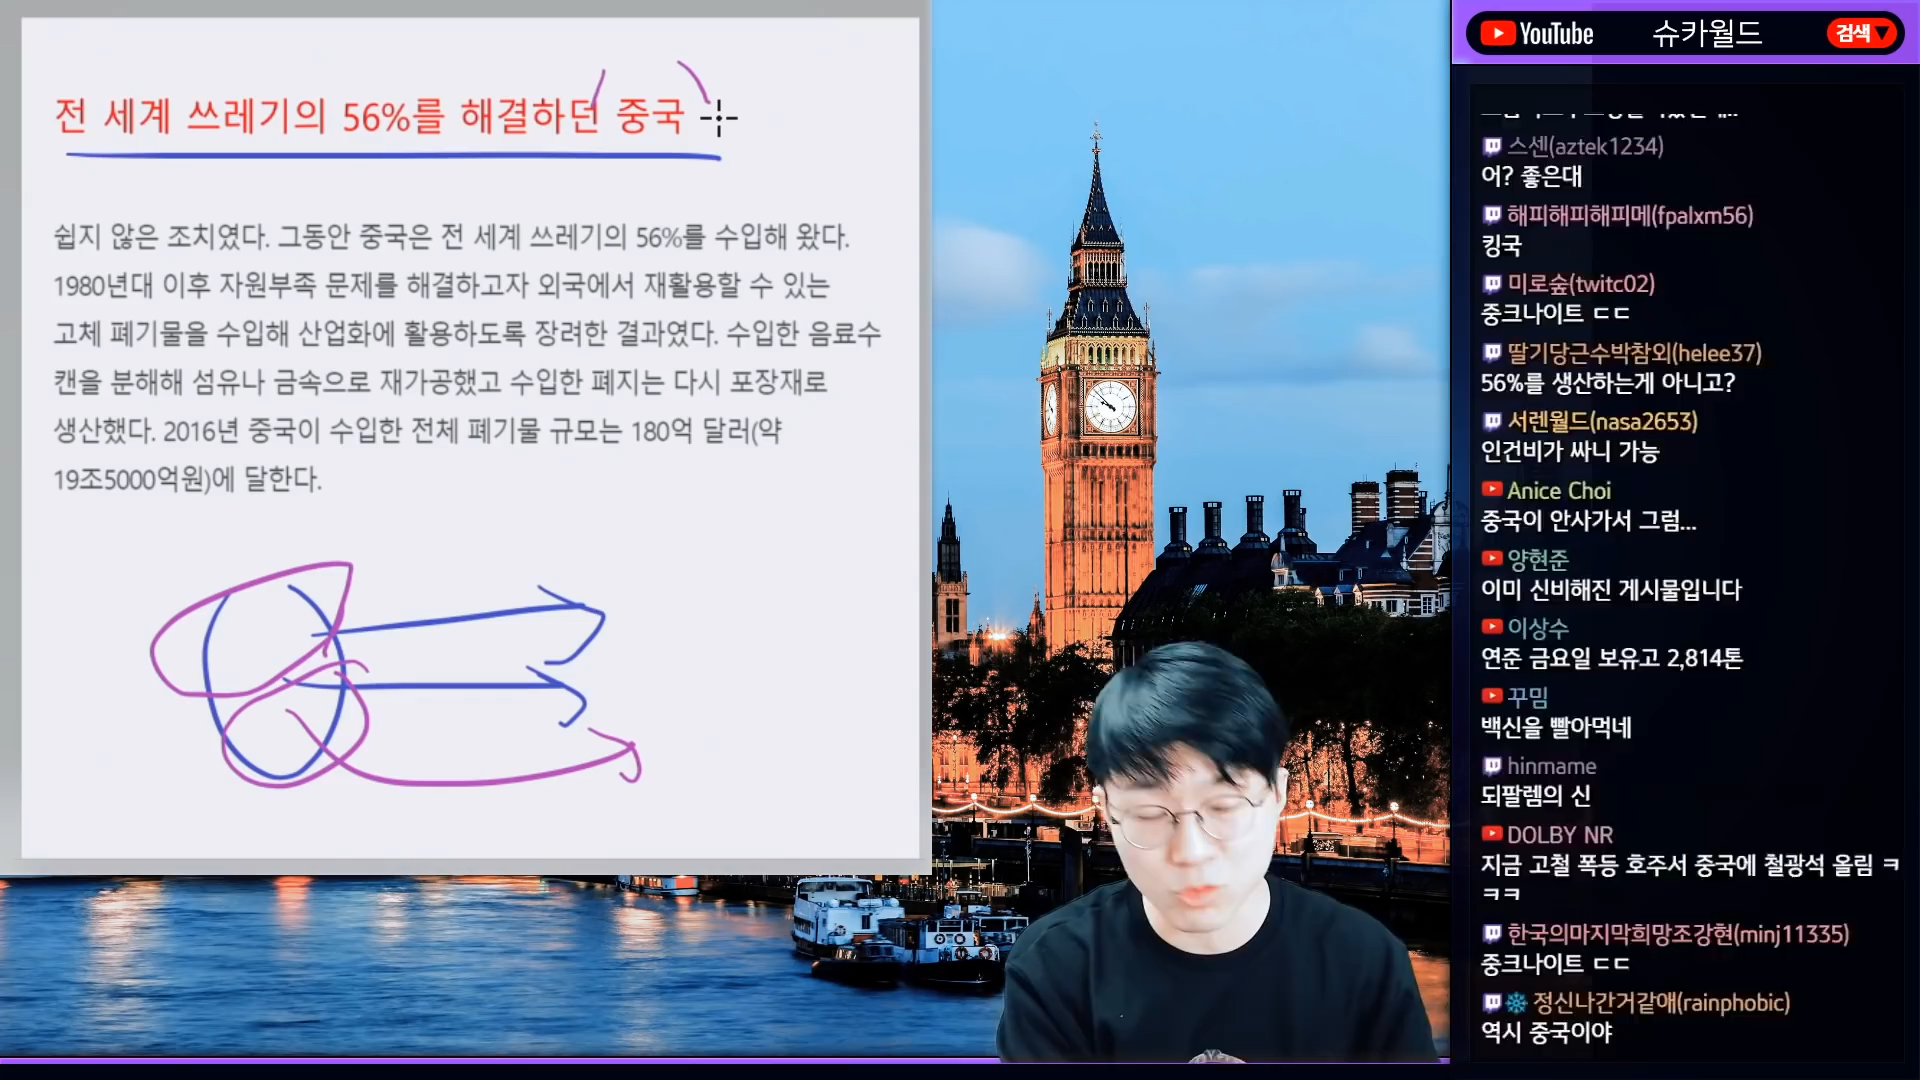 전 세계 쓰레기의 56%를 해결하던 중국
쉽지 않은 조치였다. 그동안 중국은 전 세계 쓰레기의 56%를 수입해 왔다.
1980년대 이후 자원부족 문제를 해결하고자 외국에서 재활용할 수 있는
고체 폐기물을 수입해 산업화에 활용하도록 장려한 결과였다. 수입한 음료수
캔을 분해해 섬유나 금속으로 재가공했고 수입한 폐지는 다시 포장재로
생산했다. 2016년 중국이 수입한 전체 폐기물 규모는 180억 달러(약
19조5000억원)에 달한다.
YouTube 슈카월드 검색▼
스센(aztek1234)
어? 좋은대
해피해피해피메(fpalxm56)
킹국
미로숲(twitc02)
중크나이트 ㄷㄷ
딸기당근수박참외(helee37)
56%를 생산하는게 아니고?
서렌월드(nasa2653)
인건비가 싸니 가능
Anice Choi
중국이 안사가서 그럼...
양현준
이미 신비해진 게시물입니다
이상수
연준 금요일 보유고 2,814톤
꾸밈
백신을 빨아먹네
hinmame
되팔렘의 신
DOLBY NR
지금 고철 폭등 호주서 중국에 철광석 올림 ㅋ
ㅋㅋ
한국의마지막희망조강현(minj11335)
중크나이트 ㄷㄷ
정신나간거같애(rainphobic)
역시 중국이야